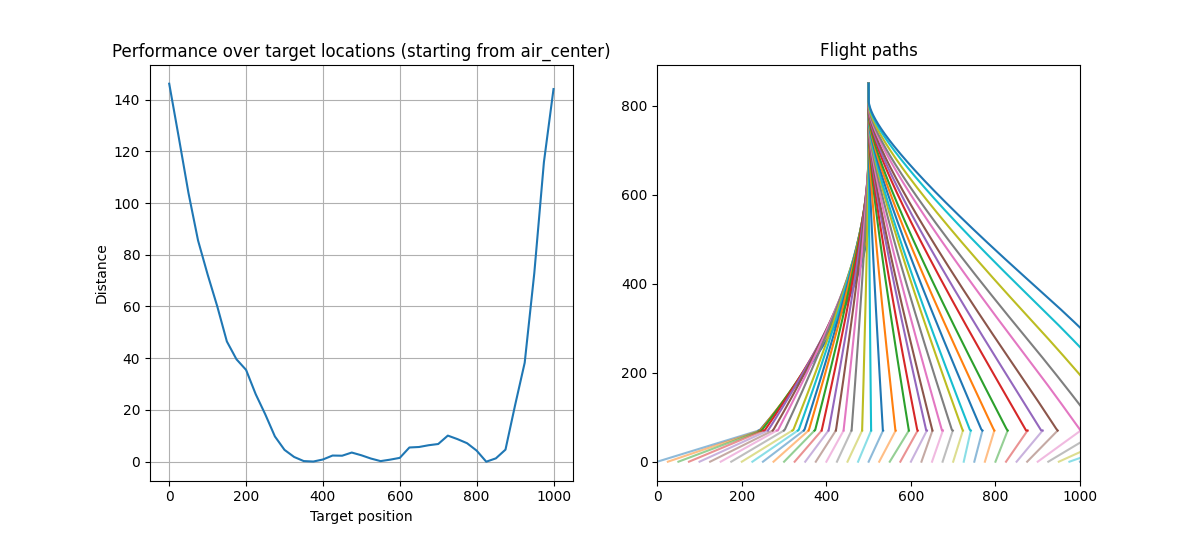 Performance over target locations (starting from air_center)
140
120
100
80
60
40
20
0
Distance
0 200 400 600 800 1000
Target position
Flight paths
800
600
400
200
0
0 200 400 600 800 1000